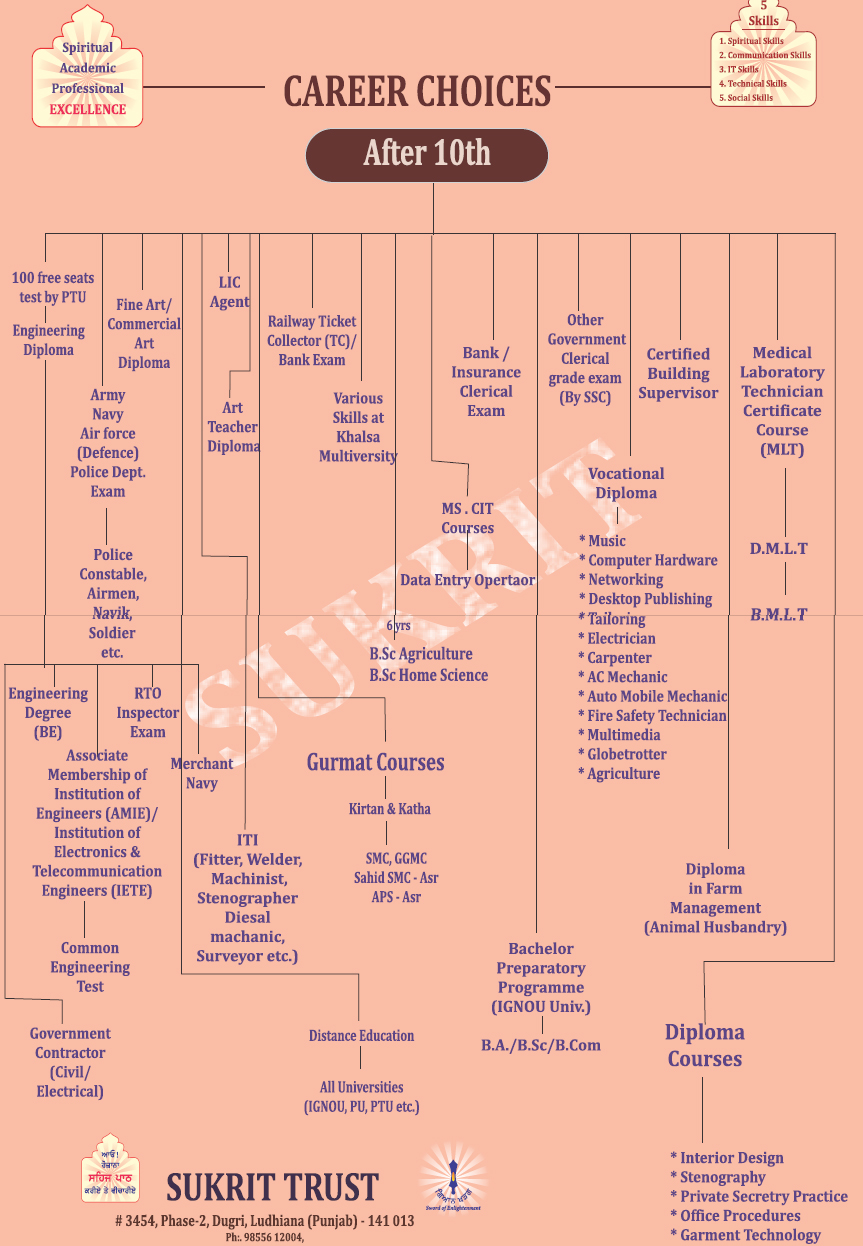 Spiritual
Academic
Professional
EXCELLENCE
5
Skills
1. Spiritual Skills
2. Communication Skills
3. IT Skills
4. Technical Skills
5. Social Skills
CAREER CHOICES
After 10th
100 free seats
test by PTU
Engineering
Diploma
Fine Art/
Commercial
Art
Diploma
LIC
Agent
Railway Ticket
Collector (TC)/
Bank Exam
Bank /
Insurance
Clerical
Exam
Other
Government
Clerical
grade exam
(By SSC)
Certified
Building
Supervisor
Medical
Laboratory
Technician
Certificate
Course
(MLT)
Army
Navy
Air force
(Defence)
Police Dept.
Exam
Art
Teacher
Diploma
Various
Skills at
Khalsa
Multiversity
Vocational
Diploma
MS . CIT
Courses
Data Entry Opertaor
* Music
* Computer Hardware
* Networking
* Desktop Publishing
* Tailoring
* Electrician
* Carpenter
* AC Mechanic
* Auto Mobile Mechanic
* Fire Safety Technician
* Multimedia
* Globetrotter
* Agriculture
D.M.L.T
B.M.L.T
Police
Constable,
Airmen,
Navik,
Soldier
etc.
6 yrs
B.Sc Agriculture
B.Sc Home Science
SUKRIT
Engineering
Degree
(BE)
RTO
Inspector
Exam
Associate
Membership of
Institution of
Engineers (AMIE)/
Institution of
Electronics &
Telecommunication
Engineers (IETE)
Merchant
Navy
Gurmat Courses
Kirtan & Katha
SMC, GGMC
Sahid SMC - Asr
APS - Asr
ITI
(Fitter, Welder,
Machinist,
Stenographer
Diesal
machanic,
Surveyor etc.)
Diploma
in Farm
Management
(Animal Husbandry)
Common
Engineering
Test
Bachelor
Preparatory
Programme
(IGNOU Univ.)
B.A./B.Sc/B.Com
Government
Contractor
(Civil/
Electrical)
Distance Education
All Universities
(IGNOU, PU, PTU etc.)
Diploma
Courses
* Interior Design
* Stenography
* Private Secretry Practice
* Office Procedures
* Garment Technology
ਆਓ!
ਰੋਜ਼ਾਨਾ
ਸਹਿਜ ਪਾਠ
ਕਰੀਏ ਤੇ ਵੀਚਾਰੀਏ
SUKRIT TRUST
ਗਿਆਨ ਖੜਗ
Sword of Enlightenment
# 3454, Phase-2, Dugri, Ludhiana (Punjab) - 141 013
Ph:. 98556 12004,